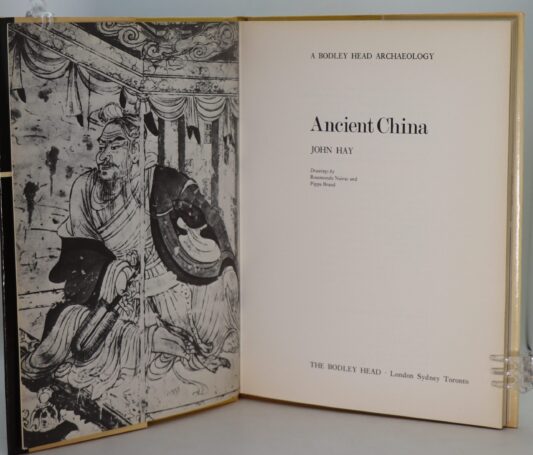 A BODLEY HEAD ARCHAEOLOGY
Ancient China
JOHN HAY
Drawings by
Rosemonde Nairac and
Pippa Brand
THE BODLEY HEAD · London Sydney Toronto